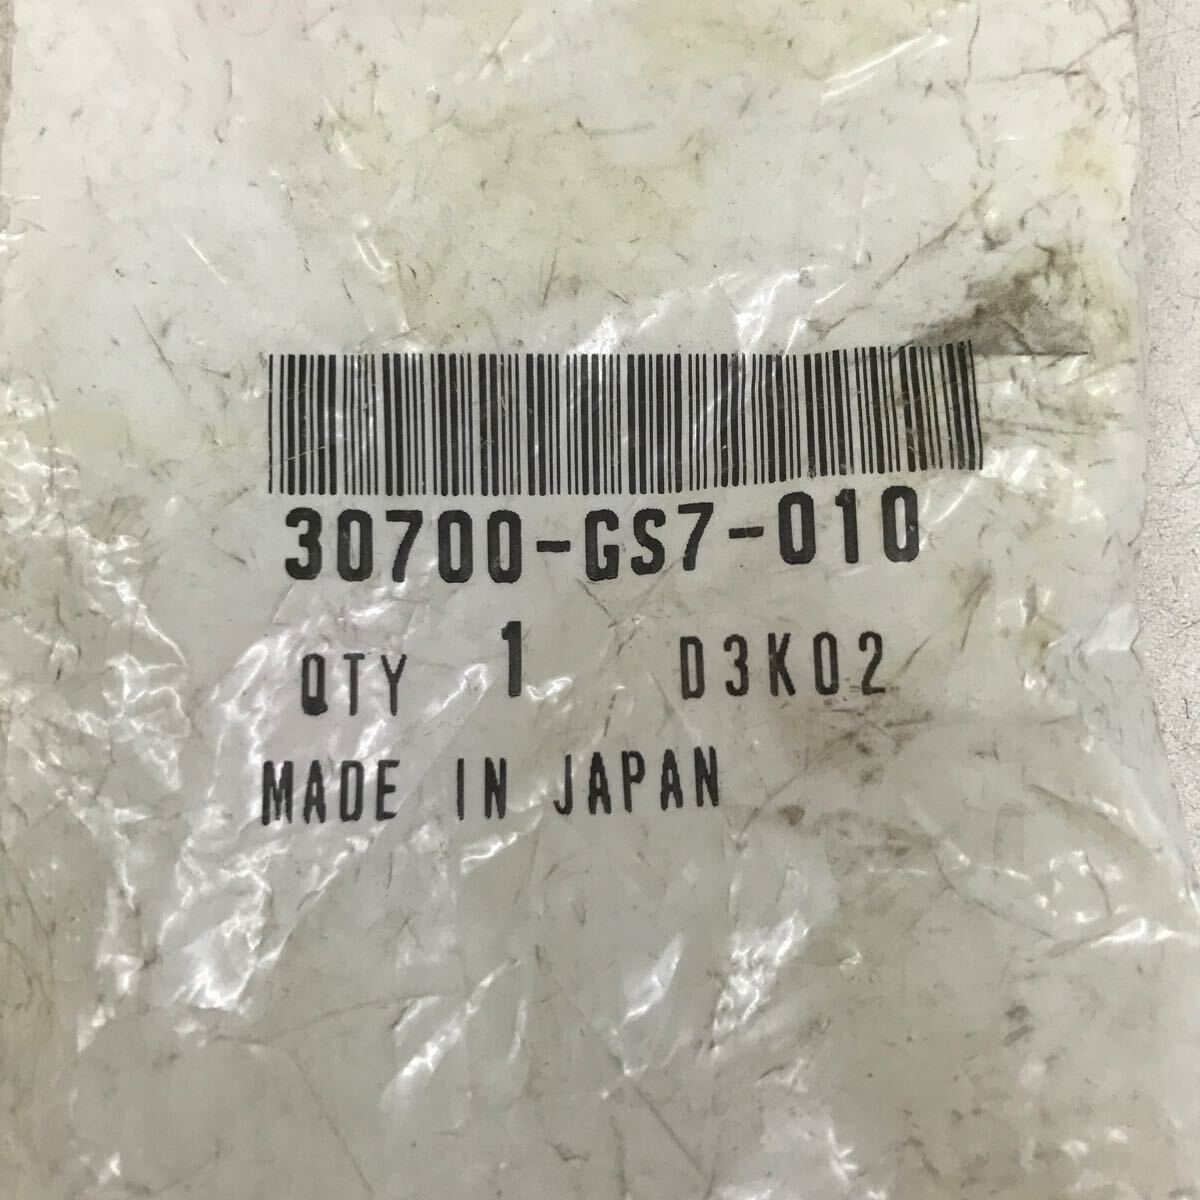 30700-GS7-010
QTY 1 D3K02
MADE IN JAPAN